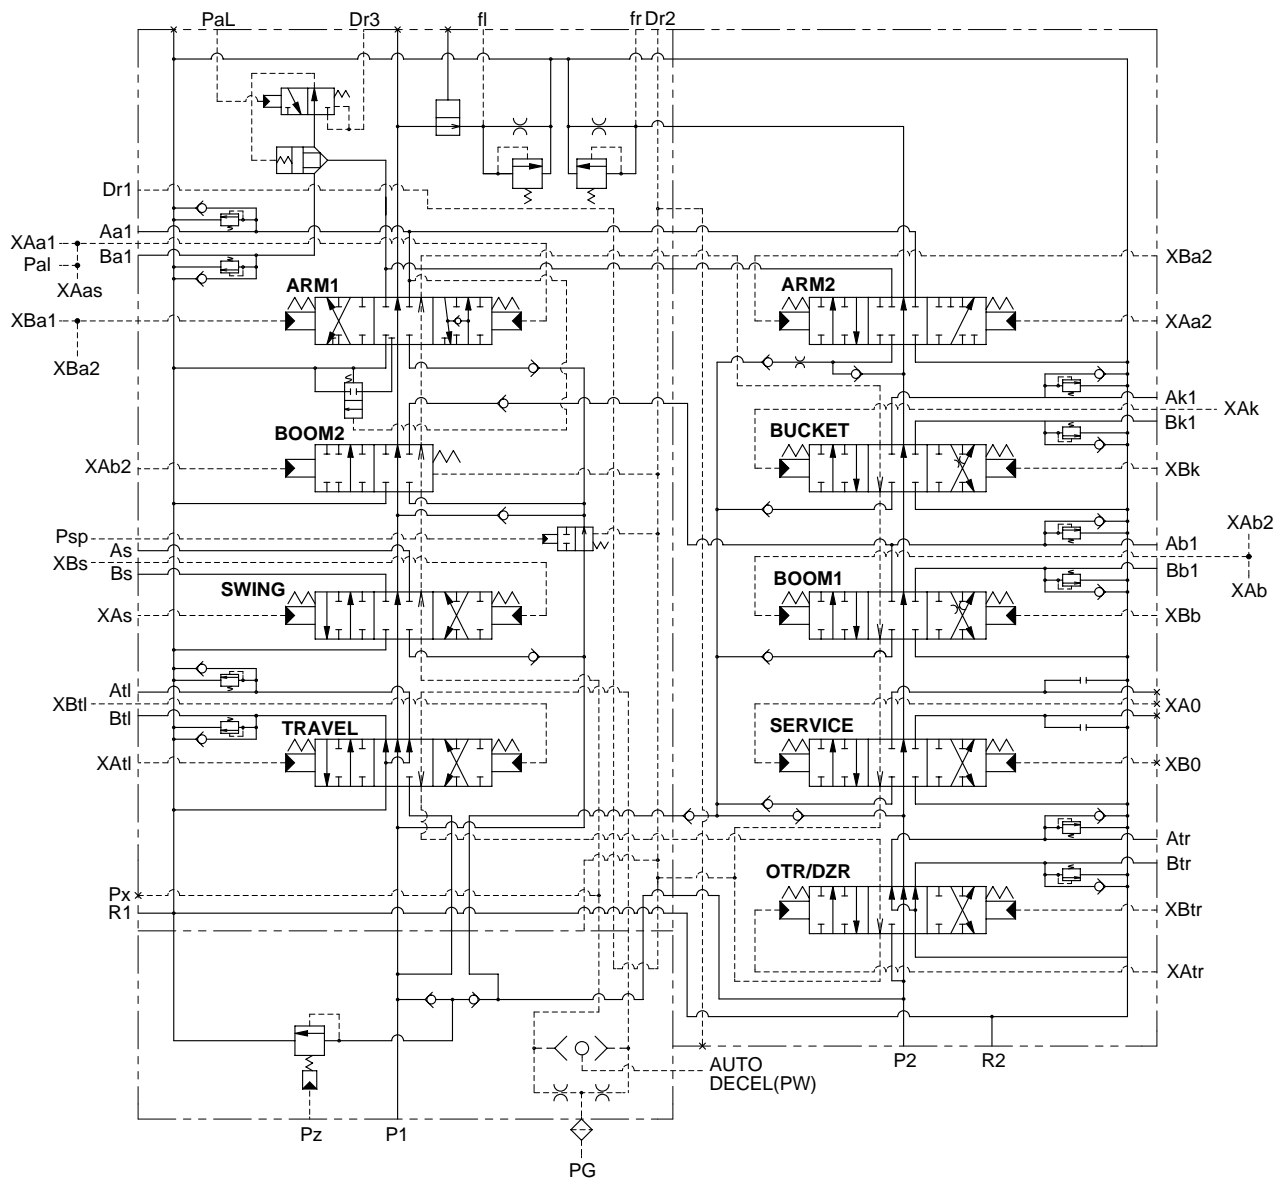 PaL Dr3 fl fr Dr2
Dr1
XAa1 Aa1
PaI Ba1 XBa2
XAas
ARM1 ARM2
XBa1 XAa2
XBa2
Ak1
XAk
Bk1
BOOM2 BUCKET
XAb2 XBk
XAb2
Psp
As Ab1
XBs
Bs Bb1
SWING BOOM1 XAb
XAs XBb
Atl
XBtl XA0
Btl
TRAVEL SERVICE
XAtl XB0
Atr
Btr
OTR/DZR
Px
R1 XBtr
XAtr
AUTO P2 R2
DECEL(PW)
Pz P1
PG